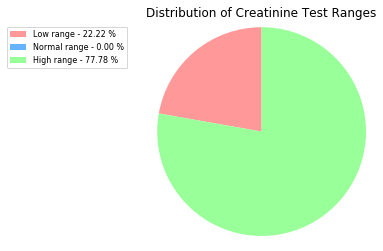 Distribution of Creatinine Test Ranges
Low range - 22.22 %
Normal range - 0.00 %
High range - 77.78 %